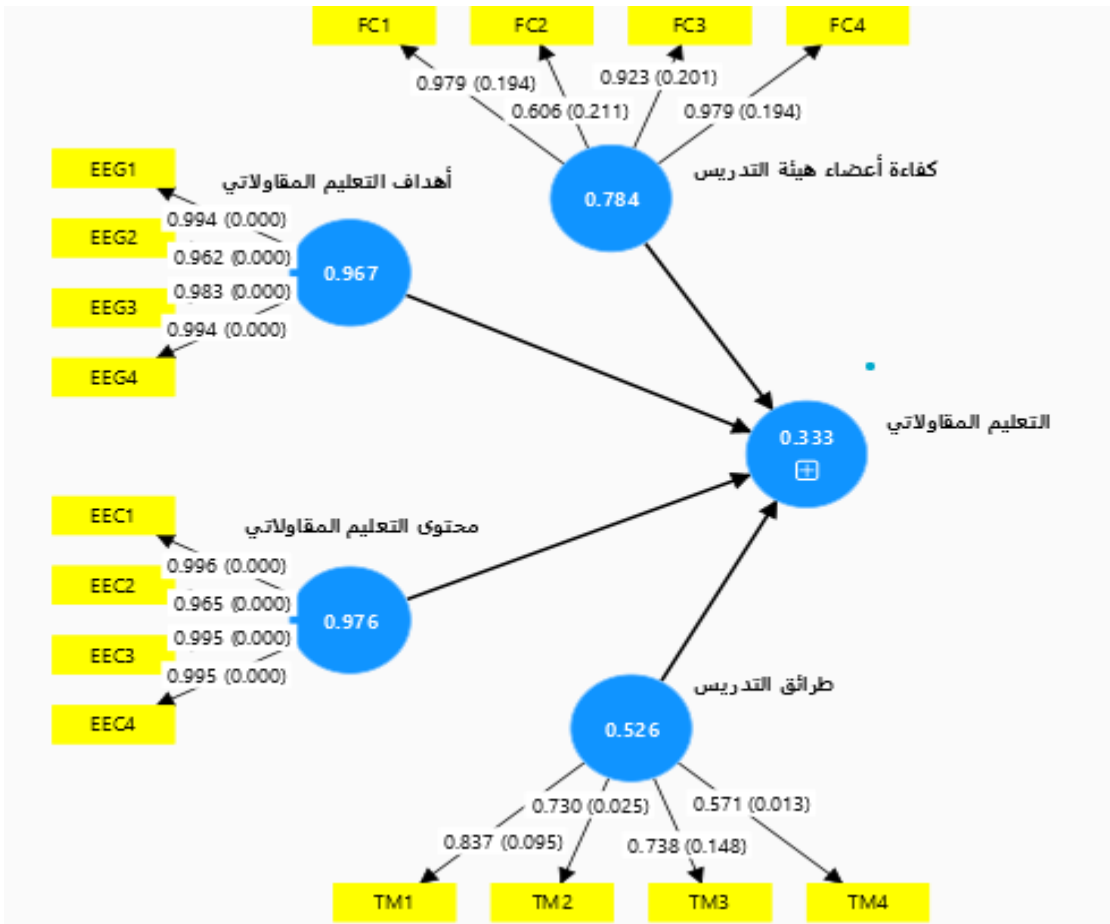 FC1
FC2
FC3
FC4
0.979 (0.194)
0.606 (0.211)
0.923 (0.201)
0.979 (0.194)
كفاءة أعضاء هيئة التدريس
0.784
EEG1
EEG2
EEG3
EEG4
أهداف التعليم المقاولاتي
0.994 (0.000)
0.962 (0.000)
0.983 (0.000)
0.994 (0.000)
0.967
0.333
التعليم المقاولاتي
EEC1
EEC2
EEC3
EEC4
محتوى التعليم المقاولاتي
0.996 (0.000)
0.965 (0.000)
0.995 (0.000)
0.995 (0.000)
0.976
طرائق التدريس
0.526
0.837 (0.095)
0.730 (0.025)
0.738 (0.148)
0.571 (0.013)
TM1
TM2
TM3
TM4